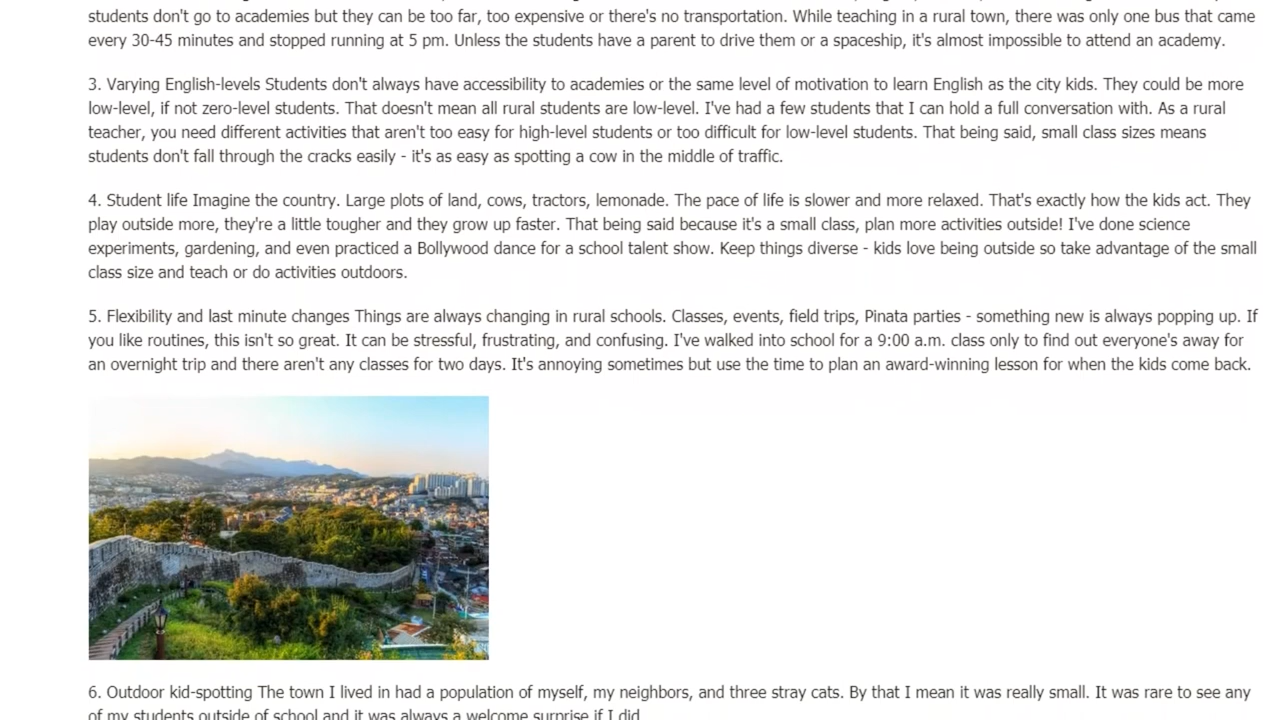 students don't go to academies but they can be too far, too expensive or there's no transportation. While teaching in a rural town, there was only one bus that came
every 30-45 minutes and stopped running at 5 pm. Unless the students have a parent to drive them or a spaceship, it's almost impossible to attend an academy.
3. Varying English-levels Students don't always have accessibility to academies or the same level of motivation to learn English as the city kids. They could be more
low-level, if not zero-level students. That doesn't mean all rural students are low-level. I've had a few students that I can hold a full conversation with. As a rural
teacher, you need different activities that aren't too easy for high-level students or too difficult for low-level students. That being said, small class sizes means
students don't fall through the cracks easily - it's as easy as spotting a cow in the middle of traffic.
4. Student life Imagine the country. Large plots of land, cows, tractors, lemonade. The pace of life is slower and more relaxed. That's exactly how the kids act. They
play outside more, they're a little tougher and they grow up faster. That being said because it's a small class, plan more activities outside! I've done science
experiments, gardening, and even practiced a Bollywood dance for a school talent show. Keep things diverse - kids love being outside so take advantage of the small
class size and teach or do activities outdoors.
5. Flexibility and last minute changes Things are always changing in rural schools. Classes, events, field trips, Pinata parties - something new is always popping up. If
you like routines, this isn't so great. It can be stressful, frustrating, and confusing. I've walked into school for a 9:00 a.m. class only to find out everyone's away for
an overnight trip and there aren't any classes for two days. It's annoying sometimes but use the time to plan an award-winning lesson for when the kids come back.
6. Outdoor kid-spotting The town I lived in had a population of myself, my neighbors, and three stray cats. By that I mean it was really small. It was rare to see any
of my students outside of school and it was always a welcome surprise if I did